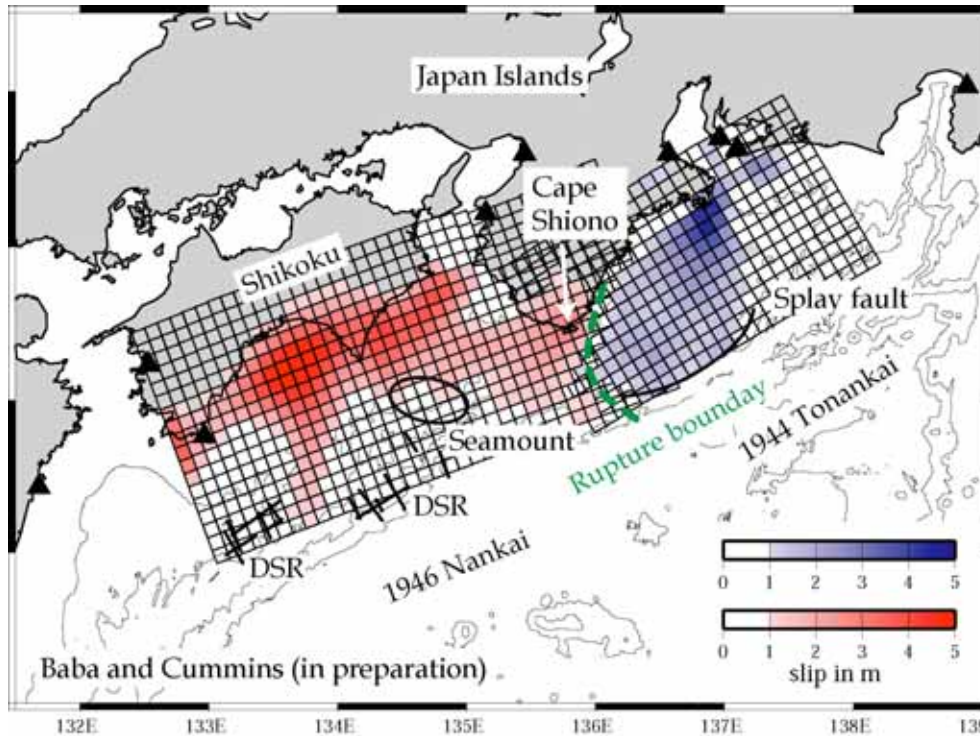 Japan Islands
Cape
Shiono
Shikoku
Splay fault
Seamount
Rupture bounday
1944 Tonankai
DSR
DSR
1946 Nankai
0 1 2 3 4 5
0 1 2 3 4 5
slip in m
Baba and Cummins (in preparation)
132E 133E 134E 135E 136E 137E 138E